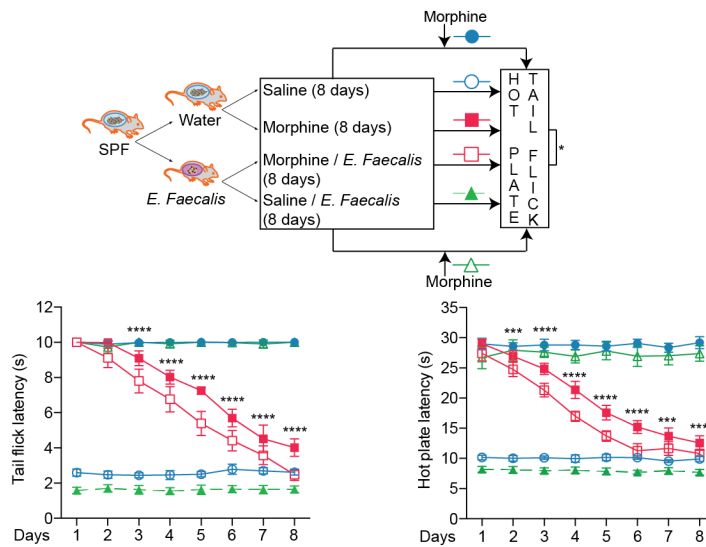 Morphine
SPF
Water
E. Faecalis
Saline (8 days)
Morphine (8 days)
Morphine / E. Faecalis
(8 days)
Saline / E. Faecalis
(8 days)
HOT PLATE
TAIL FLICK
*
Morphine
Tail flick latency (s)
12
10
8
6
4
2
0
****
****
****
****
****
****
Days 1 2 3 4 5 6 7 8
Hot plate latency (s)
35
30
25
20
15
10
5
0
***
****
****
****
****
***
***
Days 1 2 3 4 5 6 7 8